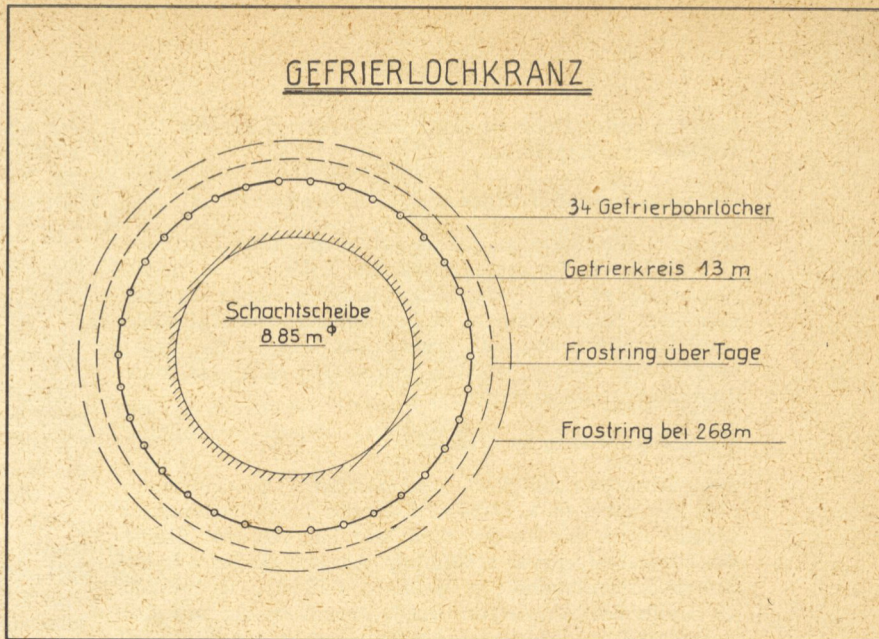 GEFRIERLOCHKRANZ
34 Gefrierbohrlöcher
Gefrierkreis 13 m
Schachtscheibe
8.85 m ϕ
Frostring über Tage
Frostring bei 268m